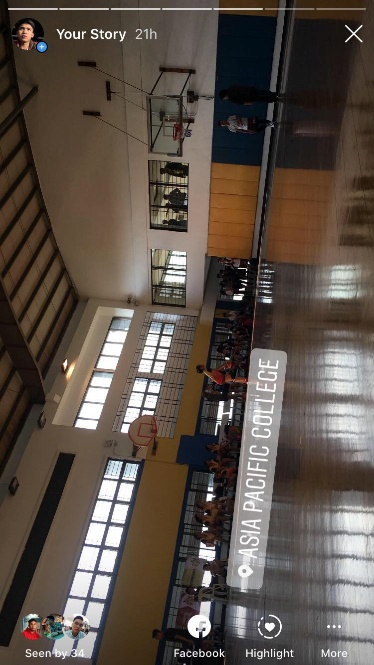 Your Story 21h
ASIA PACIFIC COLLEGE
Seen by 34
Facebook
Highlight
More